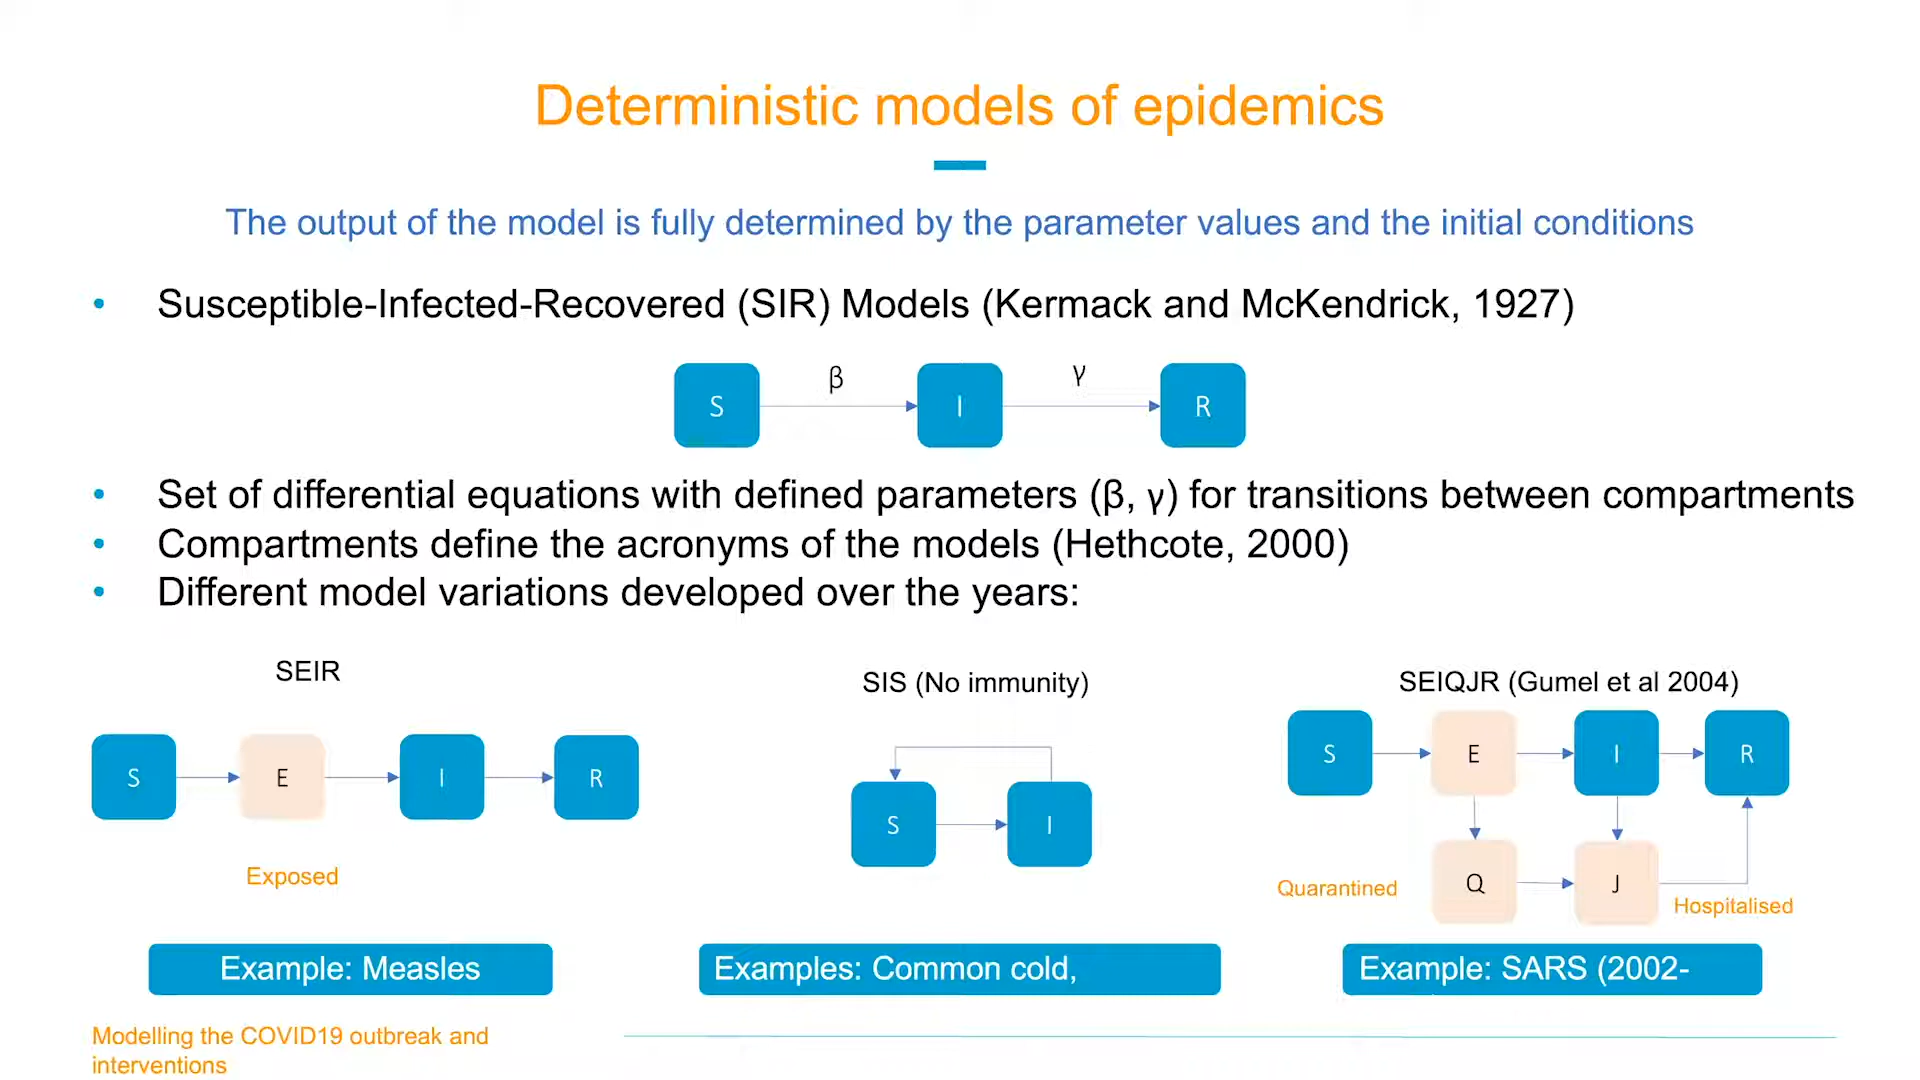 Deterministic models of epidemics
The output of the model is fully determined by the parameter values and the initial conditions
• Susceptible-Infected-Recovered (SIR) Models (Kermack and McKendrick, 1927)
S β I γ R
• Set of differential equations with defined parameters (β, γ) for transitions between compartments
• Compartments define the acronyms of the models (Hethcote, 2000)
• Different model variations developed over the years:
SEIR
S E I R
Exposed
Example: Measles
SIS (No immunity)
S I
Examples: Common cold,
SEIQJR (Gumel et al 2004)
S E I R
Quarantined Q J Hospitalised
Example: SARS (2002-
Modelling the COVID19 outbreak and
interventions